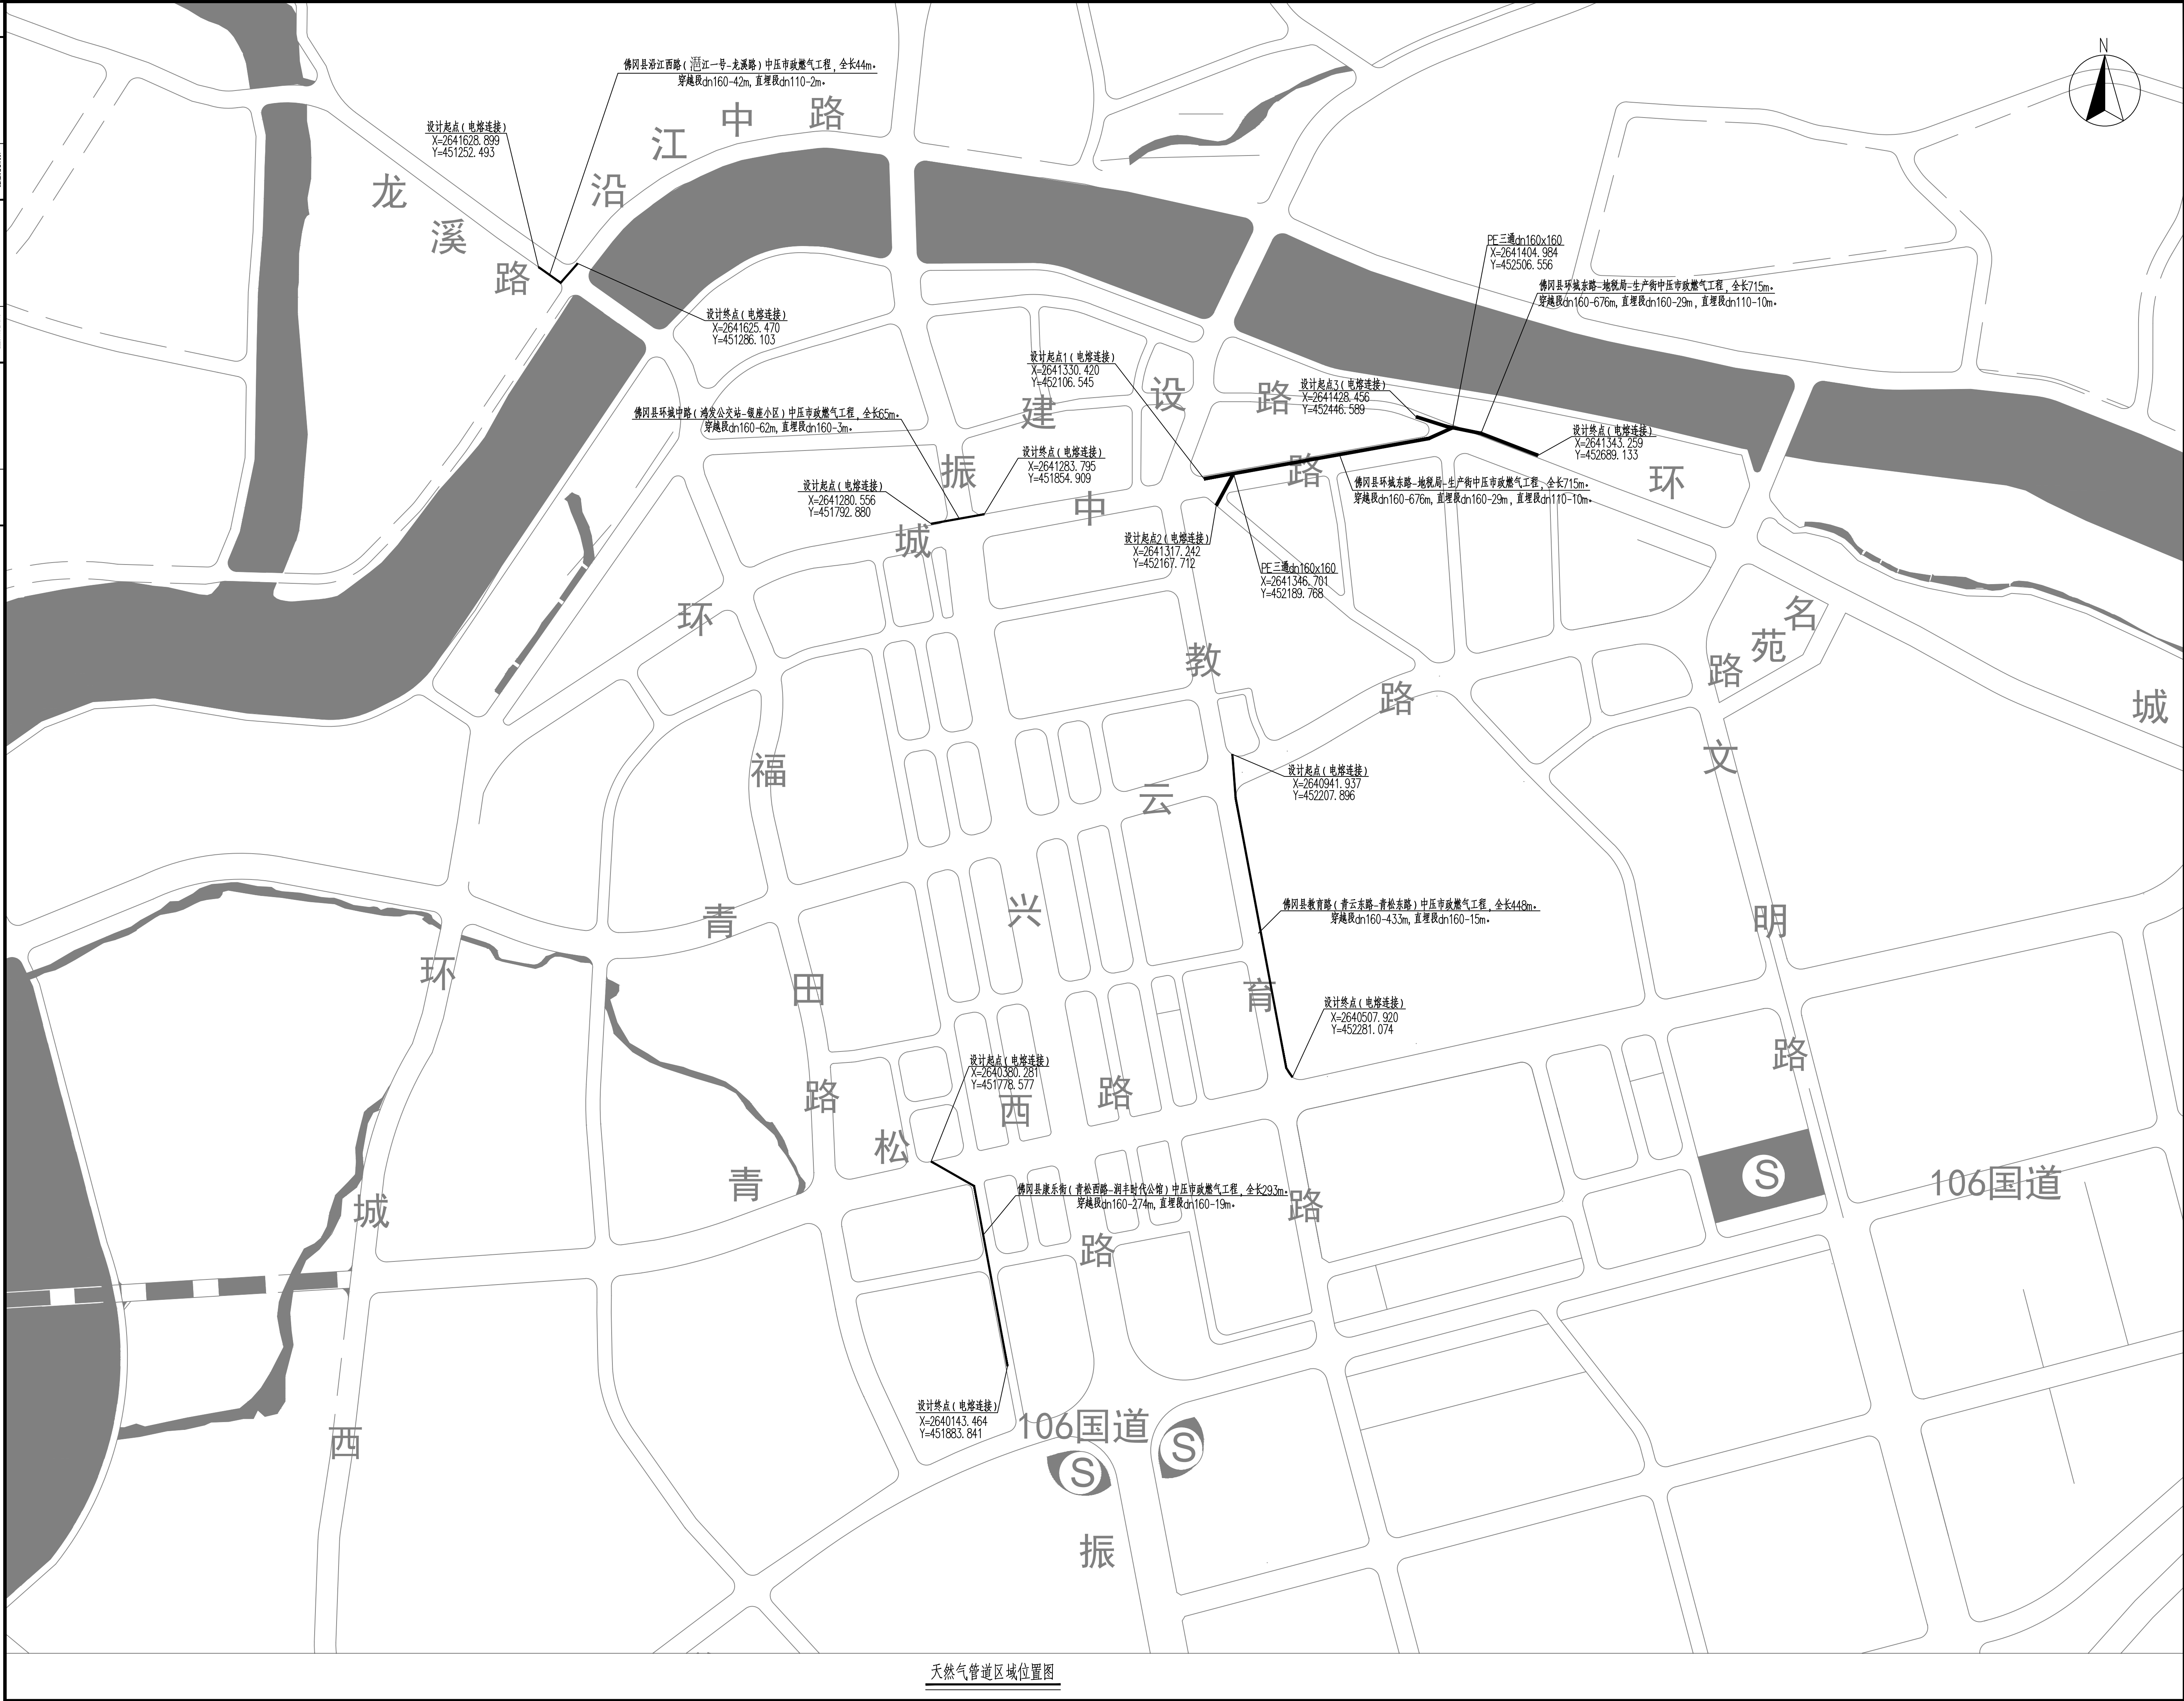 N
佛冈县沿江西路（㴔江一号-龙溪路）中压市政燃气工程，全长44m。
穿越段dn160-42m，直埋段dn110-2m。
沿江中路
设计起点（电熔连接）
X=2641628.899
Y=451252.493
龙溪路
设计终点（电熔连接）
X=2641625.470
Y=451286.103
PE三通dn160x160
X=2641404.984
Y=452506.556
佛冈县环城东路-地税局-生产街中压市政燃气工程，全长715m。
穿越段dn160-676m，直埋段dn160-29m，直埋段dn110-10m。
设计起点1（电熔连接）
X=2641330.420
Y=452106.545
建设路
设计起点3（电熔连接）
X=2641428.456
Y=452446.589
佛冈县环城中路（鸿发公交站-银座小区）中压市政燃气工程，全长65m。
穿越段dn160-62m，直埋段dn160-3m。
设计终点（电熔连接）
X=2641343.259
Y=452689.133
设计终点（电熔连接）
X=2641283.795
Y=451854.909
设计起点（电熔连接）
X=2641280.556
Y=451792.880
佛冈县环城东路-地税局-生产街中压市政燃气工程，全长715m。
穿越段dn160-676m，直埋段dn160-29m，直埋段dn110-10m。
环城中路
振兴路
环城
设计起点2（电熔连接）
X=2641317.242
Y=452167.712
PE三通dn160x160
X=2641346.701
Y=452189.768
教育路
名苑路
文明路
青云路
福田路
设计起点（电熔连接）
X=2640941.937
Y=452207.896
佛冈县教育路（青云东路-青松东路）中压市政燃气工程，全长448m。
穿越段dn160-433m，直埋段dn160-15m。
环城西
设计终点（电熔连接）
X=2640507.920
Y=452281.074
设计起点（电熔连接）
X=2640380.281
Y=451778.577
青松西路
佛冈县康乐街（青松西路-润丰时代公馆）中压市政燃气工程，全长293m。
穿越段dn160-274m，直埋段dn160-19m。
S
106国道
设计终点（电熔连接）
X=2640143.464
Y=451883.841
106国道
S
S
振
天然气管道区域位置图